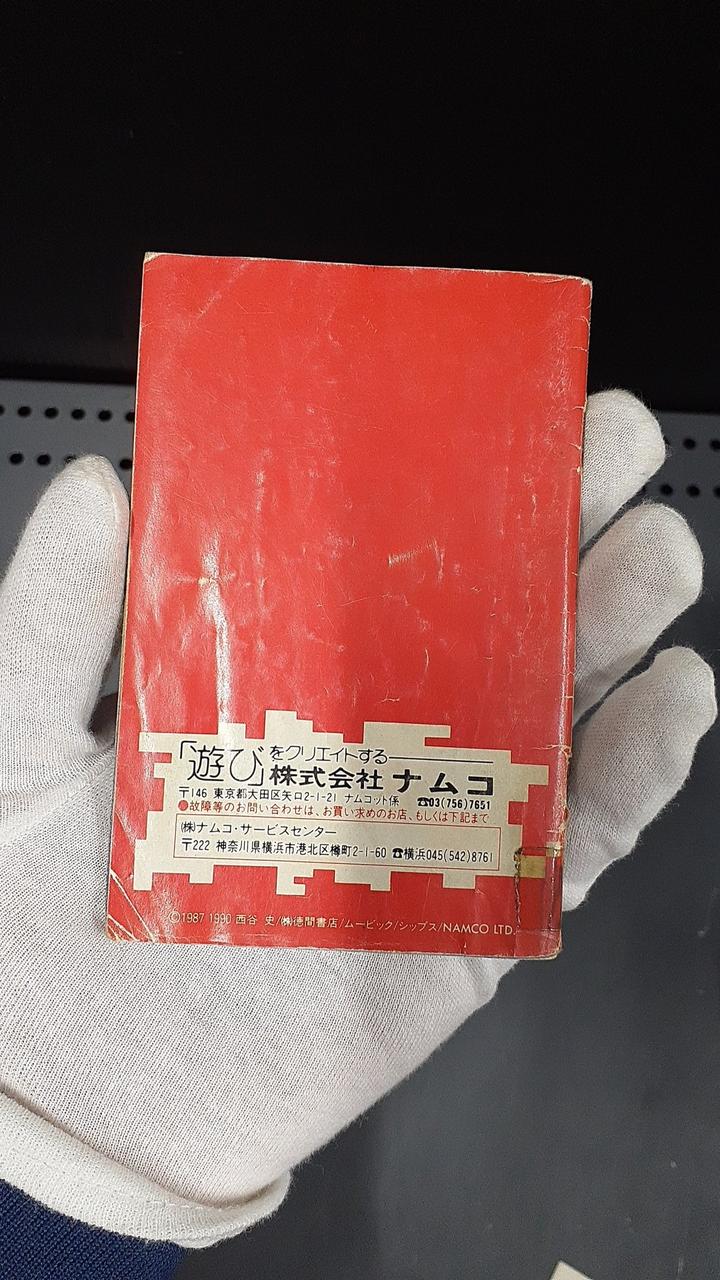 「遊び」をクリエイトする
株式会社 ナムコ
〒146 東京都大田区矢口2-1-21 ナムコット係 ☎03(756)7651
●故障等のお問い合わせは、お買い求めのお店、もしくは下記まで
㈱ナムコ・サービスセンター
〒222 神奈川県横浜市港北区樽町2-1-60 ☎横浜045(542)8761
©1987 1990 西谷 史/㈱徳間書店/ムービック/シップス/NAMCO LTD.